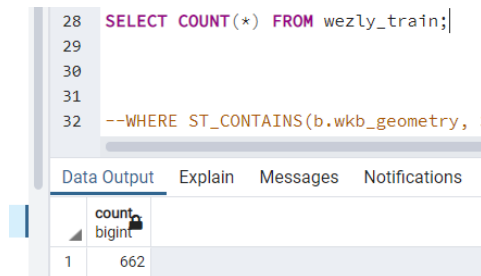 28 SELECT COUNT(*) FROM wezly_train;
29
30
31
32 --WHERE ST_CONTAINS(b.wkb_geometry,
Data Output Explain Messages Notifications
count
bigint
1 662